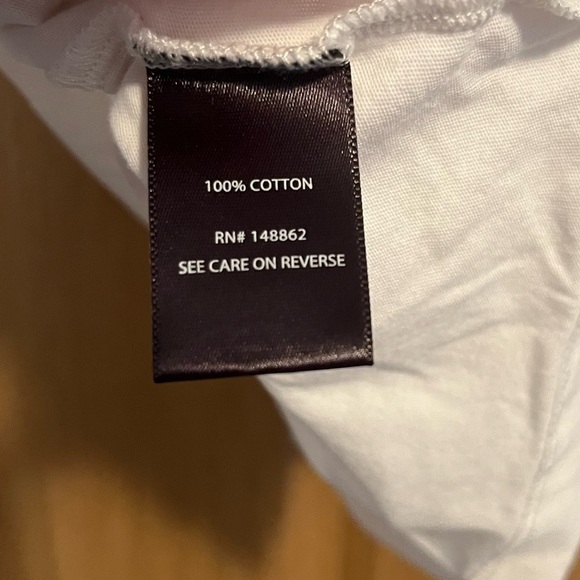 100% COTTON
RN# 148862
SEE CARE ON REVERSE